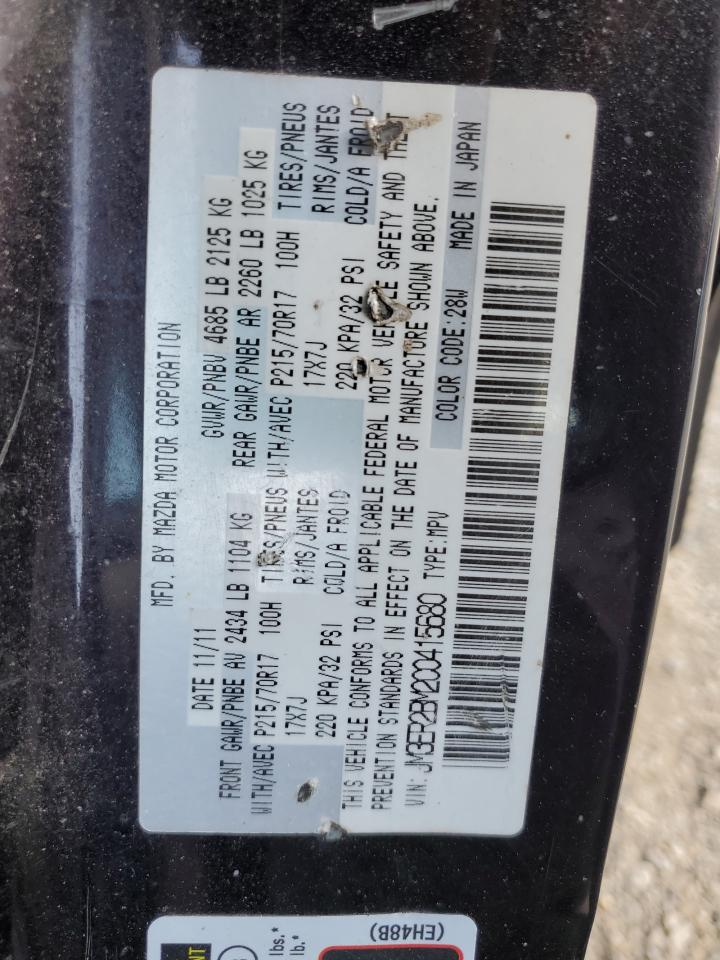 MFD. BY MAZDA MOTOR CORPORATION
DATE 11/11 GVWR/PNBV 4685 LB 2125 KG
FRONT GAWR/PNBE AV 2434 LB 1104 KG REAR GAWR/PNBE AR 2260 LB 1025 KG
WITH/AVEC P215/70R17 100H TIRES/PNEUS WITH/AVEC P215/70R17 100H TIRES/PNEUS
17X7J RIMS/JANTES 17X7J RIMS/JANTES
220 KPA/32 PSI COLD/A FROID 220 KPA/32 PSI COLD/A FROID
THIS VEHICLE CONFORMS TO ALL APPLICABLE FEDERAL MOTOR VEHICLE SAFETY AND THEFT
PREVENTION STANDARDS IN EFFECT ON THE DATE OF MANUFACTURE SHOWN ABOVE.
VIN: JM3ER2BM2C0415680 TYPE:MPV COLOR CODE:28W MADE IN JAPAN
(EH48B)
lbs.*
lb.*